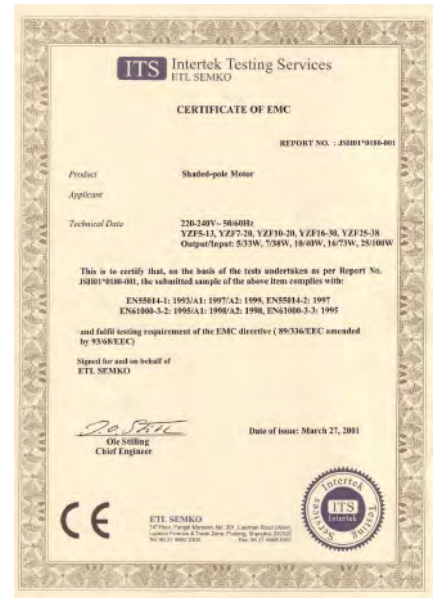 ITS Intertek Testing Services
ETL SEMKO
CERTIFICATE OF EMC
REPORT NO. : JSH01*0180-001
Product Shaded-pole Motor
Applicant
Technical Data 220-240V~ 50/60Hz
YZF5-13, YZF7-20, YZF10-20, YZF16-30, YZF25-38
Output/Input: 5/33W, 7/38W, 10/40W, 16/73W, 25/100W
This is to certify that, on the basis of the tests undertaken as per Report No.
JSH01*0180-001, the submitted sample of the above item complies with:
EN55014-1: 1993/A1: 1997/A2: 1999, EN55014-2: 1997
EN61000-3-2: 1995/A1: 1998/A2: 1998, EN61000-3-3: 1995
and fulfil testing requirement of the EMC directive ( 89/336/EEC amended
by 93/68/EEC)
Signed for and on behalf of
ETL SEMKO
Ole Stilling
Chief Engineer
Date of issue: March 27, 2001
CE
ETL SEMKO
Intertek Testing Services
ITS
Intertek